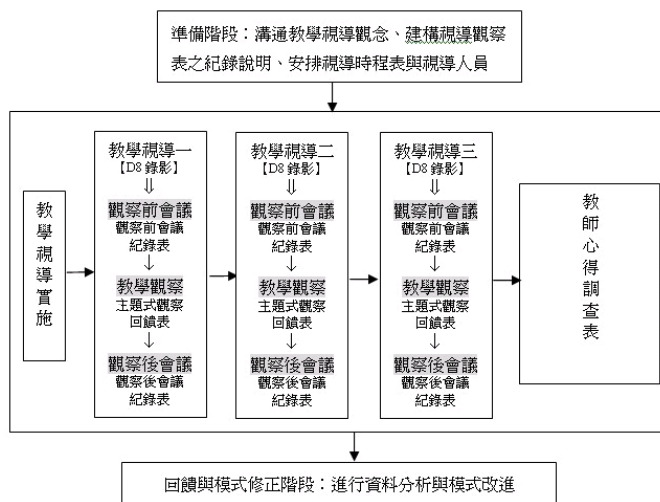 準備階段：溝通教學視導觀念、建構視導觀察
表之紀錄說明、安排視導時程表與視導人員
教學視導實施
教學視導一
【D8 錄影】
觀察前會議
觀察前會議
紀錄表
教學觀察
主題式觀察
回饋表
觀察後會議
觀察後會議
紀錄表
教學視導二
【D8 錄影】
觀察前會議
觀察前會議
紀錄表
教學觀察
主題式觀察
回饋表
觀察後會議
觀察後會議
紀錄表
教學視導三
【D8 錄影】
觀察前會議
觀察前會議
紀錄表
教學觀察
主題式觀察
回饋表
觀察後會議
觀察後會議
紀錄表
教師心得調查表
回饋與模式修正階段：進行資料分析與模式改進